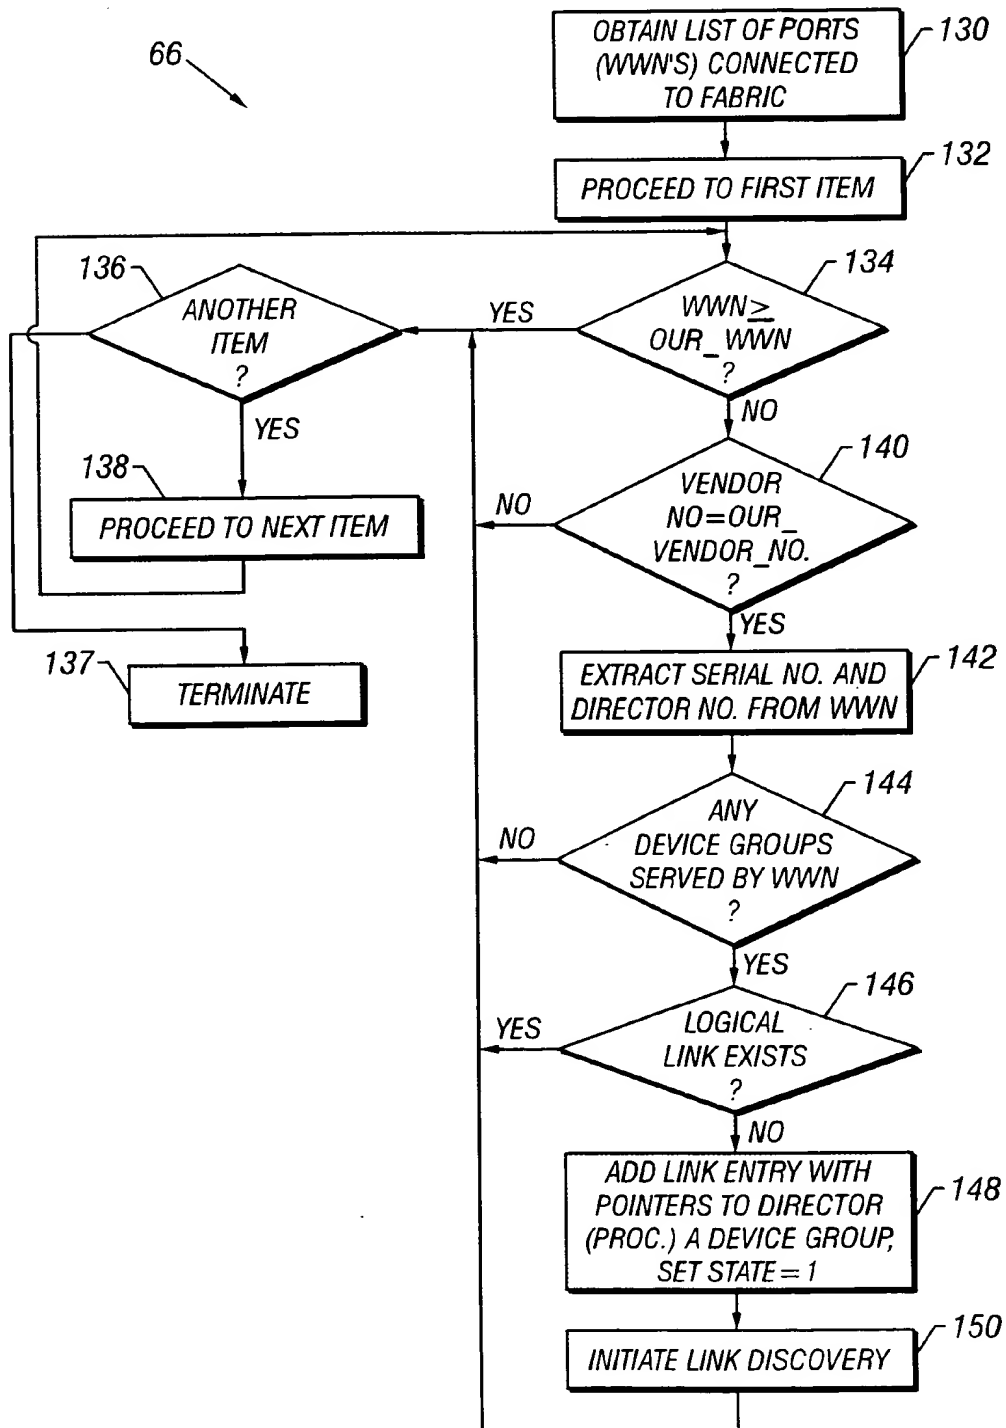 66
OBTAIN LIST OF PORTS
(WWN'S) CONNECTED
TO FABRIC
130
PROCEED TO FIRST ITEM
132
WWN≥
OUR_WWN
?
134
YES
NO
ANOTHER
ITEM
?
136
YES
PROCEED TO NEXT ITEM
138
TERMINATE
137
VENDOR
NO=OUR_
VENDOR_NO.
?
140
NO
YES
EXTRACT SERIAL NO. AND
DIRECTOR NO. FROM WWN
142
ANY
DEVICE GROUPS
SERVED BY WWN
?
144
NO
YES
LOGICAL
LINK EXISTS
?
146
YES
NO
ADD LINK ENTRY WITH
POINTERS TO DIRECTOR
(PROC.) A DEVICE GROUP,
SET STATE=1
148
INITIATE LINK DISCOVERY
150